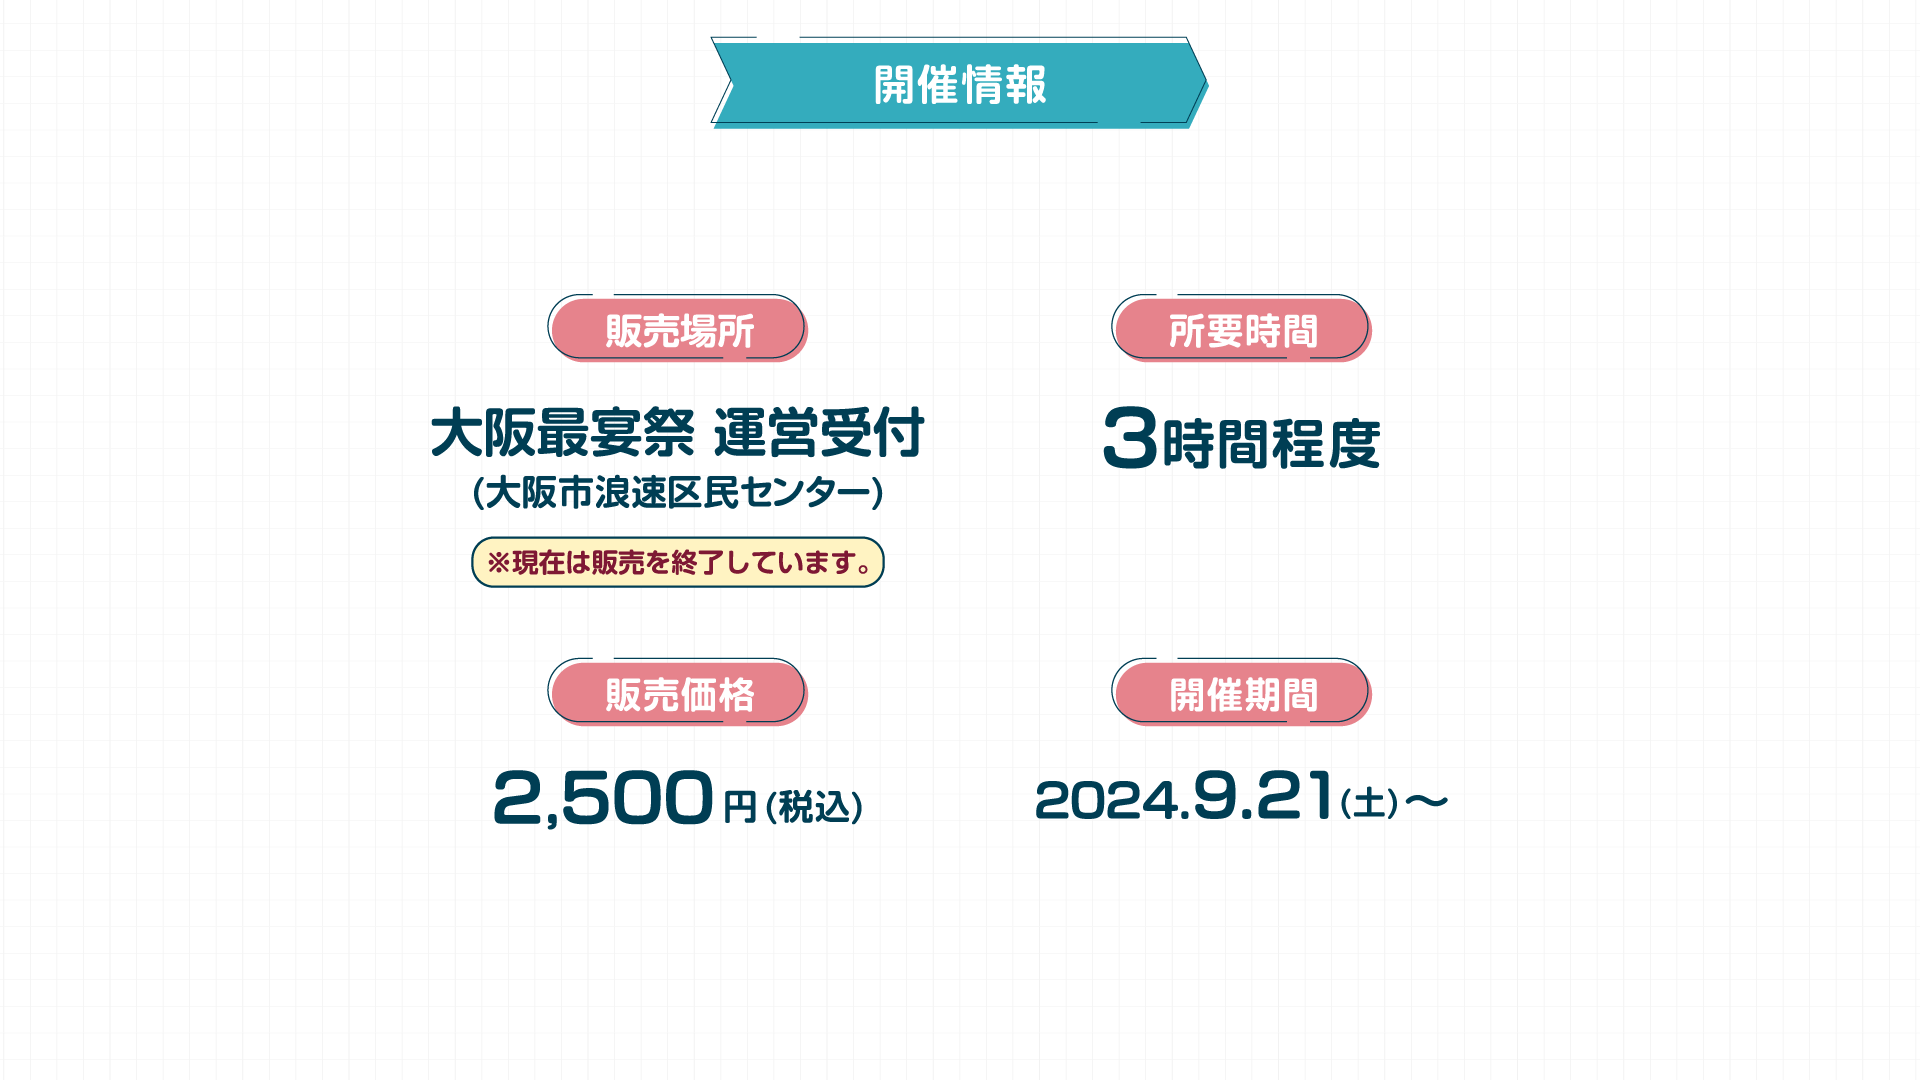 開催情報
販売場所
大阪最宴祭 運営受付
(大阪市浪速区民センター)
※現在は販売を終了しています。
所要時間
3時間程度
販売価格
2,500円(税込)
開催期間
2024.9.21(土)〜